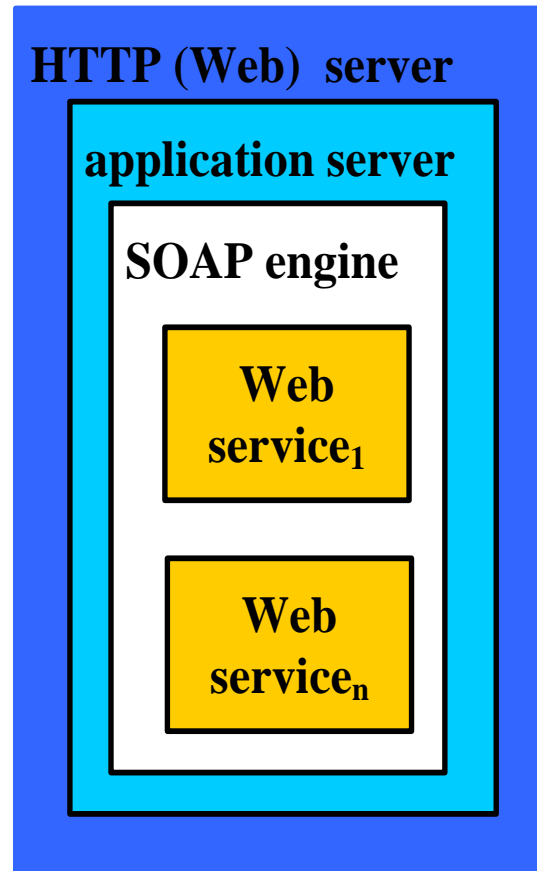 HTTP (Web) server
application server
SOAP engine
Web
service₁
Web
serviceₙ